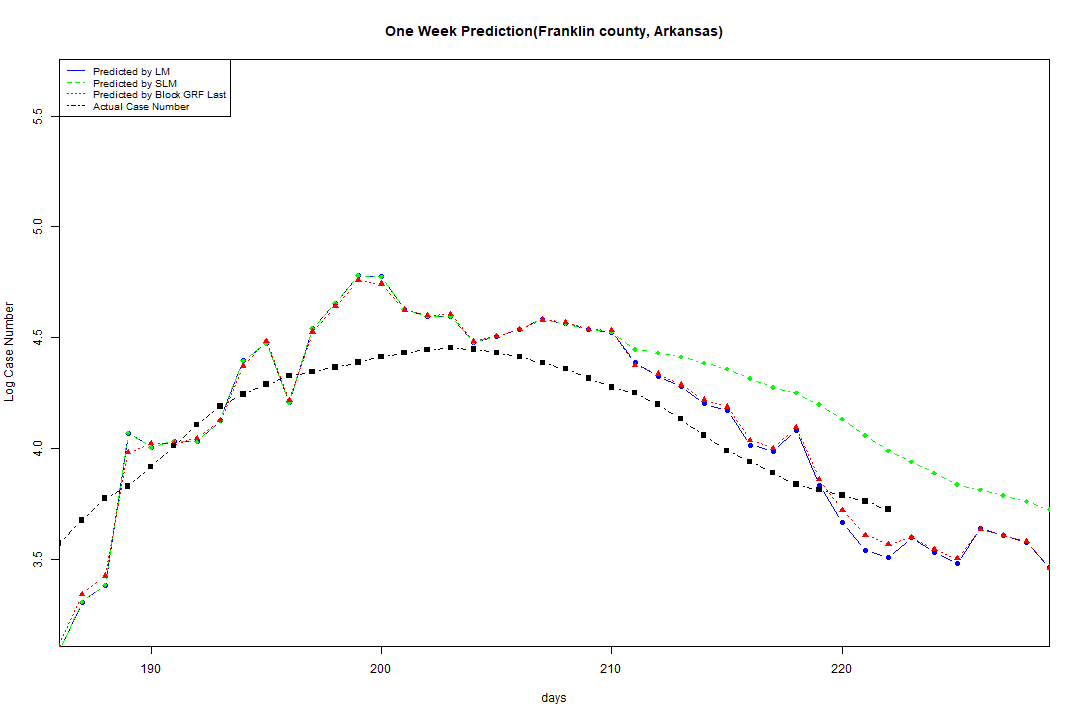 One Week Prediction(Franklin county, Arkansas)
Predicted by LM
Predicted by SLM
Predicted by Block GRF Last
Actual Case Number
5.5
5.0
4.5
4.0
3.5
Log Case Number
190
200
210
220
days